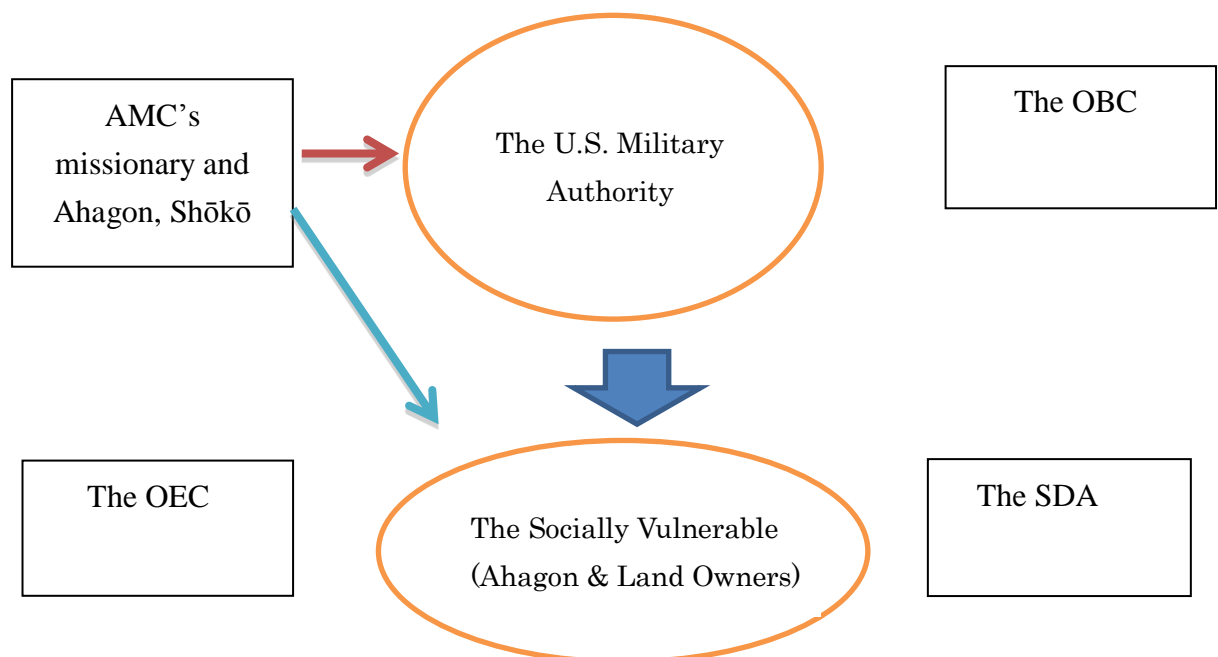 AMC’s
missionary and
Ahagon, Shōkō
The U.S. Military
Authority
The OBC
The OEC
The Socially Vulnerable
(Ahagon & Land Owners)
The SDA